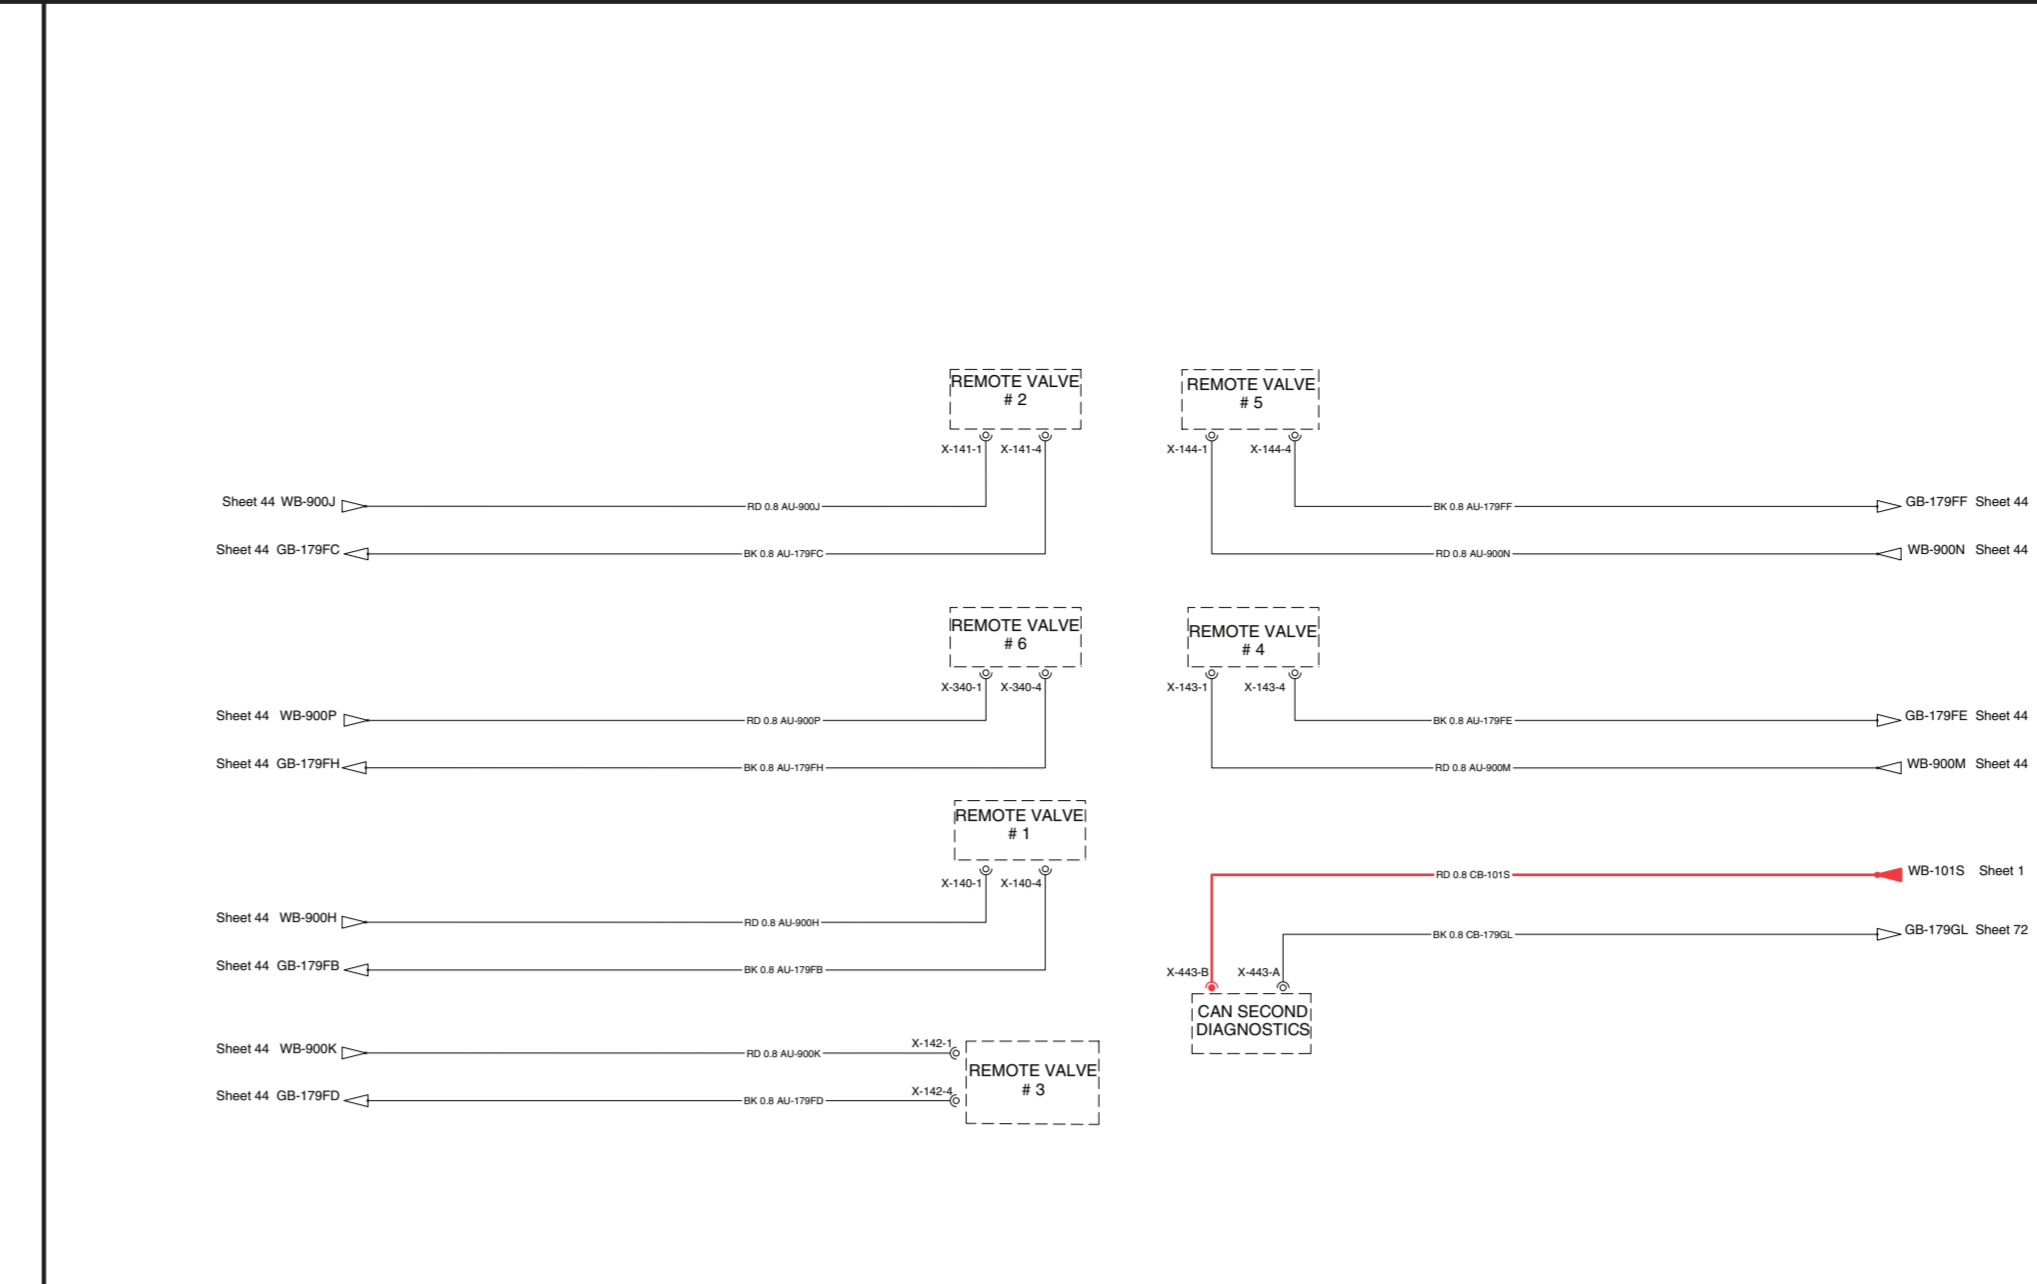 REMOTE VALVE
# 2
X-141-1 X-141-4
Sheet 44 WB-900J
RD 0.8 AU-900J
Sheet 44 GB-179FC
BK 0.8 AU-179FC
REMOTE VALVE
# 5
X-144-1 X-144-4
BK 0.8 AU-179FF
GB-179FF Sheet 44
RD 0.8 AU-900N
WB-900N Sheet 44
REMOTE VALVE
# 6
X-340-1 X-340-4
Sheet 44 WB-900P
RD 0.8 AU-900P
Sheet 44 GB-179FH
BK 0.8 AU-179FH
REMOTE VALVE
# 4
X-143-1 X-143-4
BK 0.8 AU-179FE
GB-179FE Sheet 44
RD 0.8 AU-900M
WB-900M Sheet 44
REMOTE VALVE
# 1
X-140-1 X-140-4
Sheet 44 WB-900H
RD 0.8 AU-900H
Sheet 44 GB-179FB
BK 0.8 AU-179FB
RD 0.8 CB-101S
WB-101S Sheet 1
BK 0.8 CB-179GL
GB-179GL Sheet 72
X-443-B X-443-A
CAN SECOND
DIAGNOSTICS
Sheet 44 WB-900K
RD 0.8 AU-900K
X-142-1
Sheet 44 GB-179FD
BK 0.8 AU-179FD
X-142-4
REMOTE VALVE
# 3